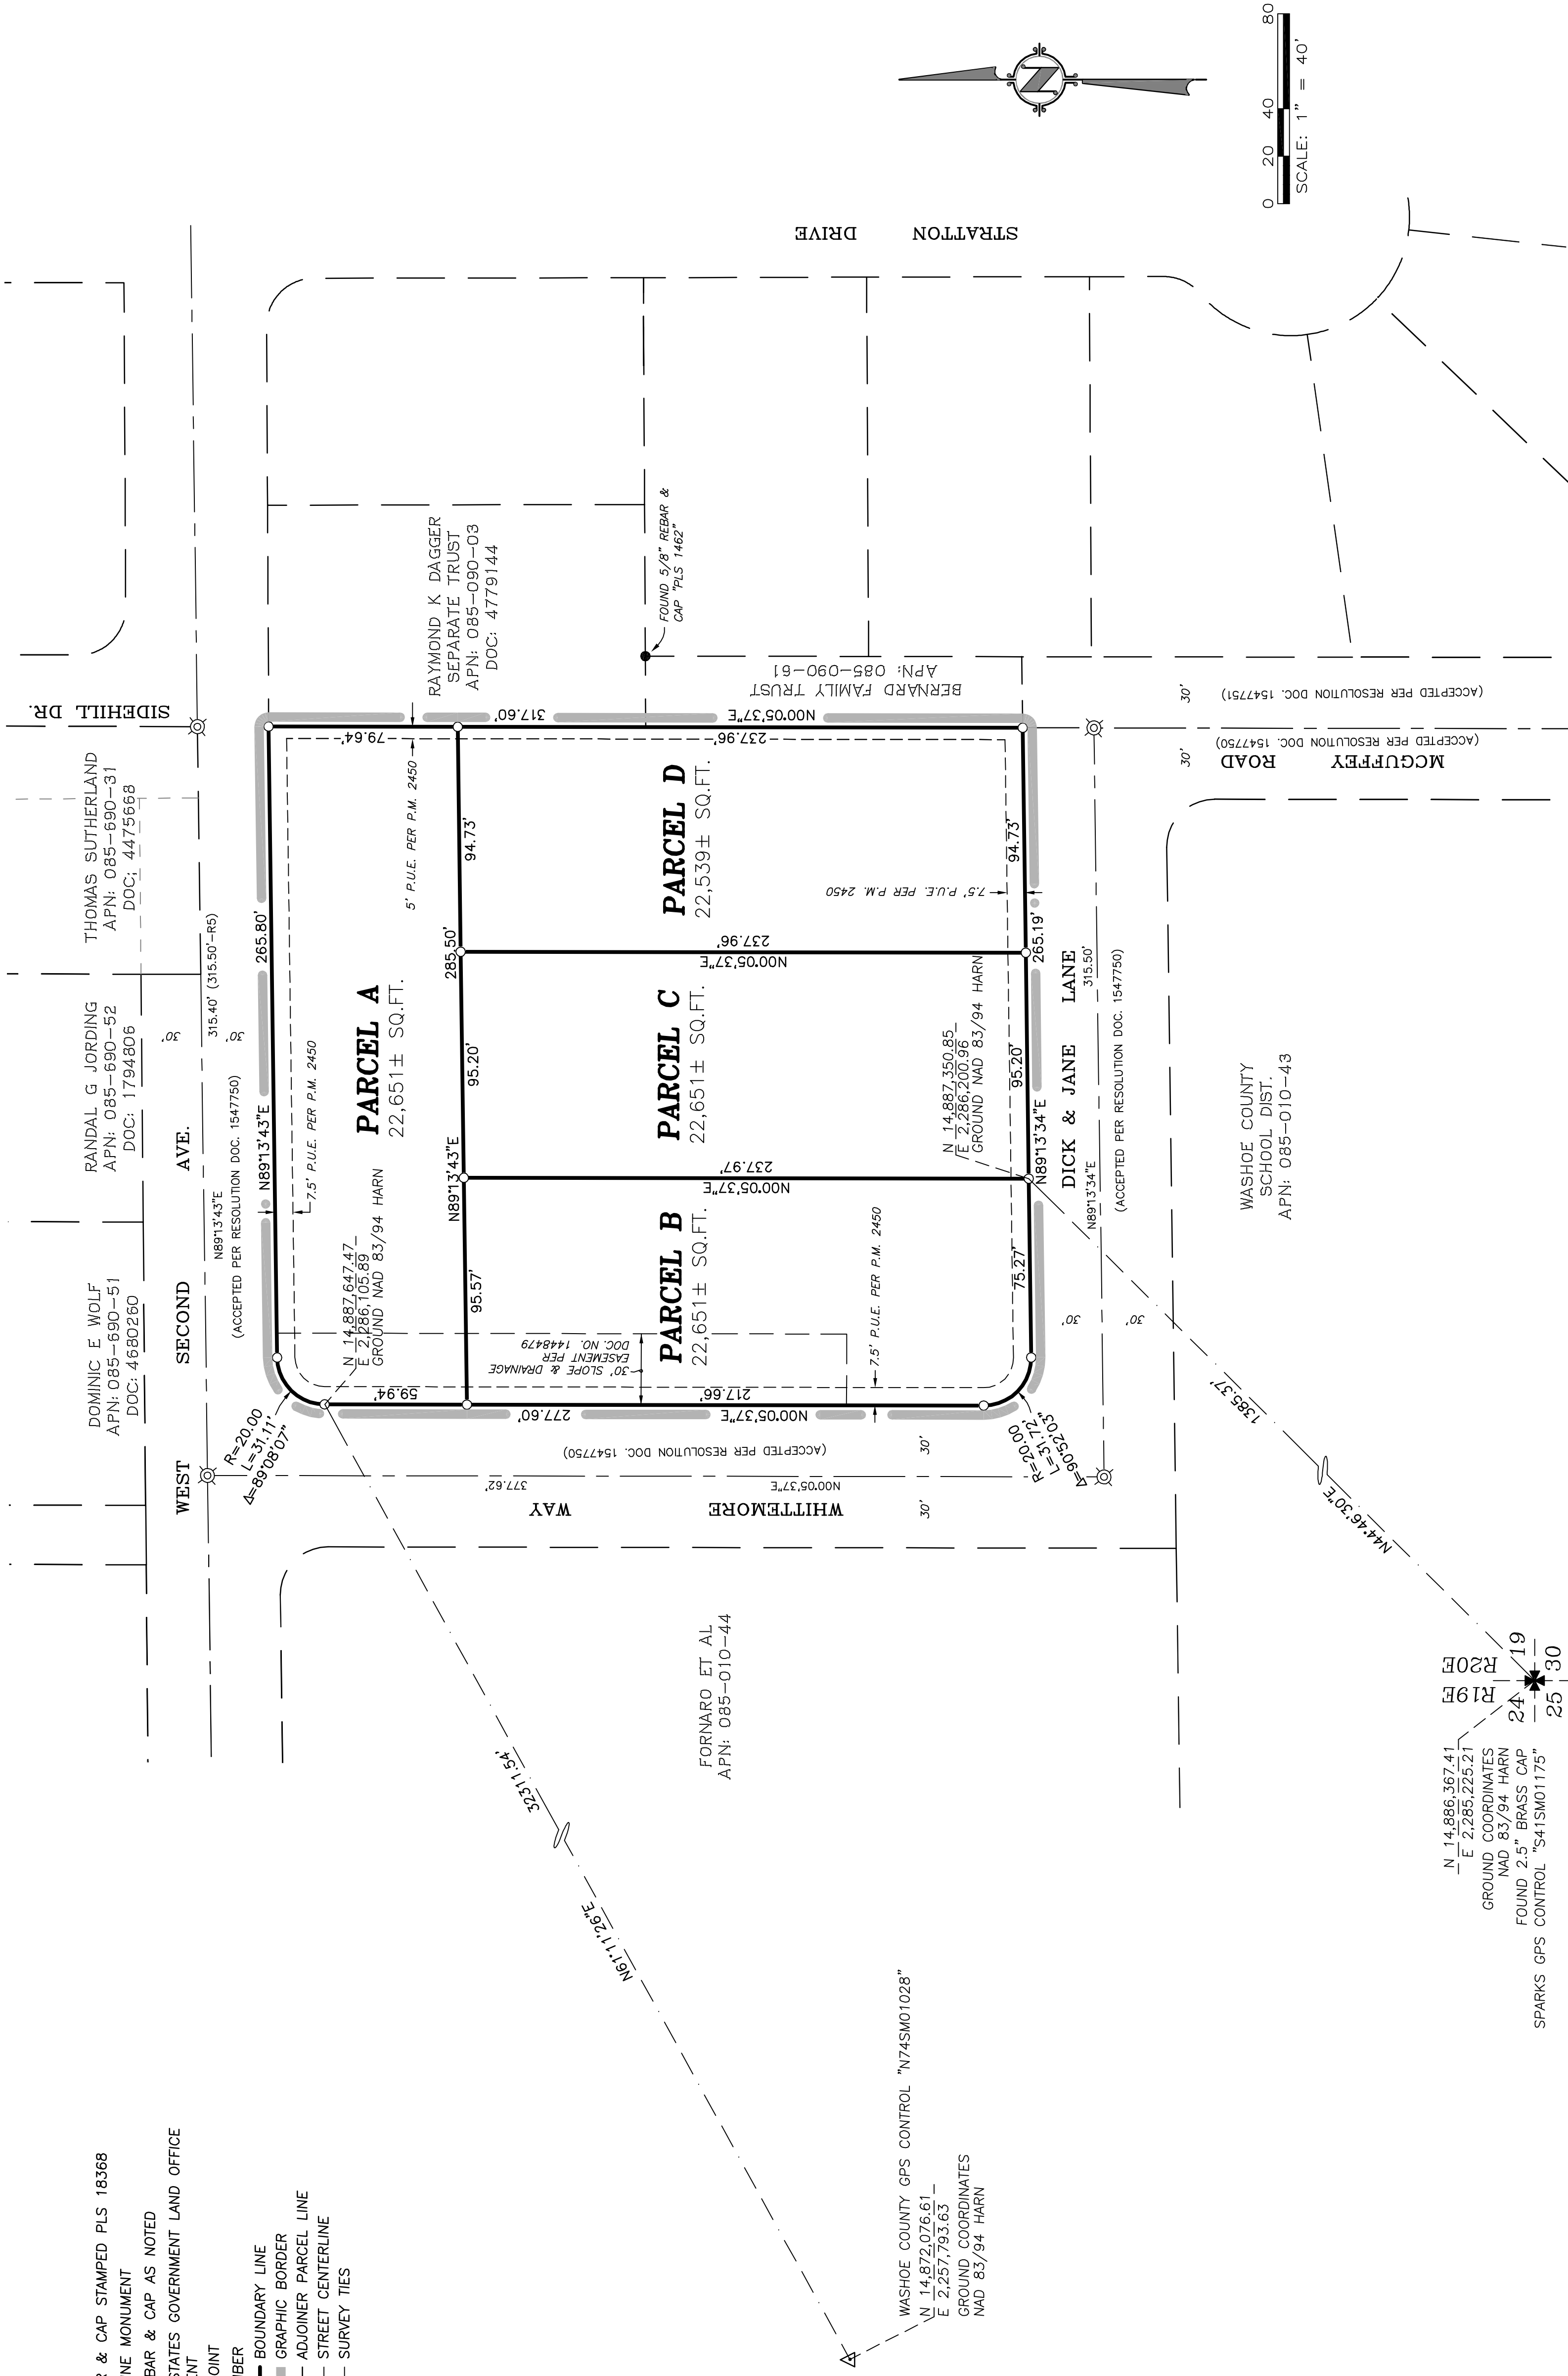 SIDEHILL DR.
THOMAS SUTHERLAND
APN: 085-690-31
DOC; 4475668
RANDAL G JORDING
APN: 085-690-52
DOC: 1794806
DOMINIC E WOLF
APN: 085-690-51
DOC: 4680260
WEST SECOND AVE.
N89°13'43"E
315.40' (315.50'-R5)
(ACCEPTED PER RESOLUTION DOC. 1547750)
30'
30'
N89°13'43"E
265.80'
7.5' P.U.E. PER P.M. 2450
R=20.00
L=31.11'
Δ=89°08'07"
N 14,887,647.47
E 2,286,105.89
GROUND NAD 83/94 HARN
PARCEL A
22,651± SQ.FT.
5' P.U.E. PER P.M. 2450
79.64'
317.60'
N00°05'37"E
59.94'
N89°13'43"E
285.50'
95.57'
95.20'
94.73'
RAYMOND K DAGGER
SEPARATE TRUST
APN: 085-090-03
DOC: 4779144
FOUND 5/8" REBAR &
CAP "PLS 1462"
BERNARD FAMILY TRUST
APN: 085-090-61
STRATTON DRIVE
30' SLOPE & DRAINAGE
EASEMENT PER
DOC. NO. 1448479
PARCEL B
22,651± SQ.FT.
PARCEL C
22,651± SQ.FT.
PARCEL D
22,539± SQ.FT.
237.97'
N00°05'37"E
237.96'
N00°05'37"E
237.96'
217.66'
277.60'
N00°05'37"E
7.5' P.U.E. PER P.M. 2450
7.5' P.U.E. PER P.M. 2450
N 14,887,350.85
E 2,286,200.96
GROUND NAD 83/94 HARN
75.27'
95.20'
94.73'
N89°13'34"E
265.19'
R=20.00
L=31.72'
Δ=90°52'03"
(ACCEPTED PER RESOLUTION DOC. 1547750)
30'
377.62'
N00°05'37"E
WHITTEMORE WAY
30'
30'
30'
DICK & JANE LANE
N89°13'34"E
315.50'
(ACCEPTED PER RESOLUTION DOC. 1547750)
30'
(ACCEPTED PER RESOLUTION DOC. 1547751)
30'
(ACCEPTED PER RESOLUTION DOC. 1547750)
MCGUFFEY ROAD
WASHOE COUNTY
SCHOOL DIST.
APN: 085-010-43
FORNARO ET AL
APN: 085-010-44
N61°11'26"E
32311.54'
N44°46'30"E
1385.37'
WASHOE COUNTY GPS CONTROL "N74SM01028"
N 14,872,076.61
E 2,257,793.63
GROUND COORDINATES
NAD 83/94 HARN
N 14,886,367.41
E 2,285,225.21
GROUND COORDINATES
NAD 83/94 HARN
FOUND 2.5" BRASS CAP
SPARKS GPS CONTROL "S41SM01175"
R19E
R20E
24 19
25 30
N
0 20 40 80
SCALE: 1" = 40'
& CAP STAMPED PLS 18368
NE MONUMENT
BAR & CAP AS NOTED
STATES GOVERNMENT LAND OFFICE
ENT
OINT
BER
BOUNDARY LINE
GRAPHIC BORDER
ADJOINER PARCEL LINE
STREET CENTERLINE
SURVEY TIES